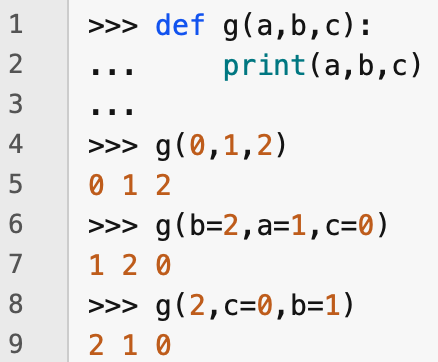 1 >>> def g(a,b,c):
2 ...     print(a,b,c)
3 ...
4 >>> g(0,1,2)
5 0 1 2
6 >>> g(b=2,a=1,c=0)
7 1 2 0
8 >>> g(2,c=0,b=1)
9 2 1 0